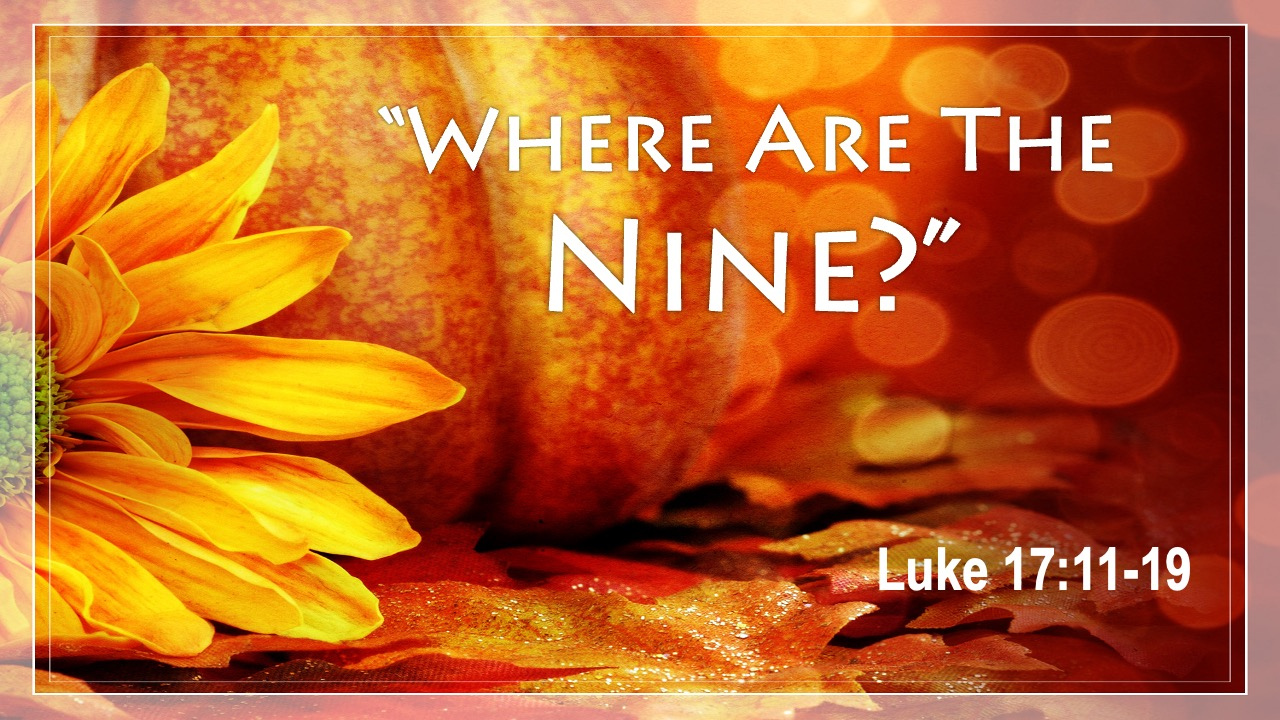 “Where Are The
Nine?”
Luke 17:11-19